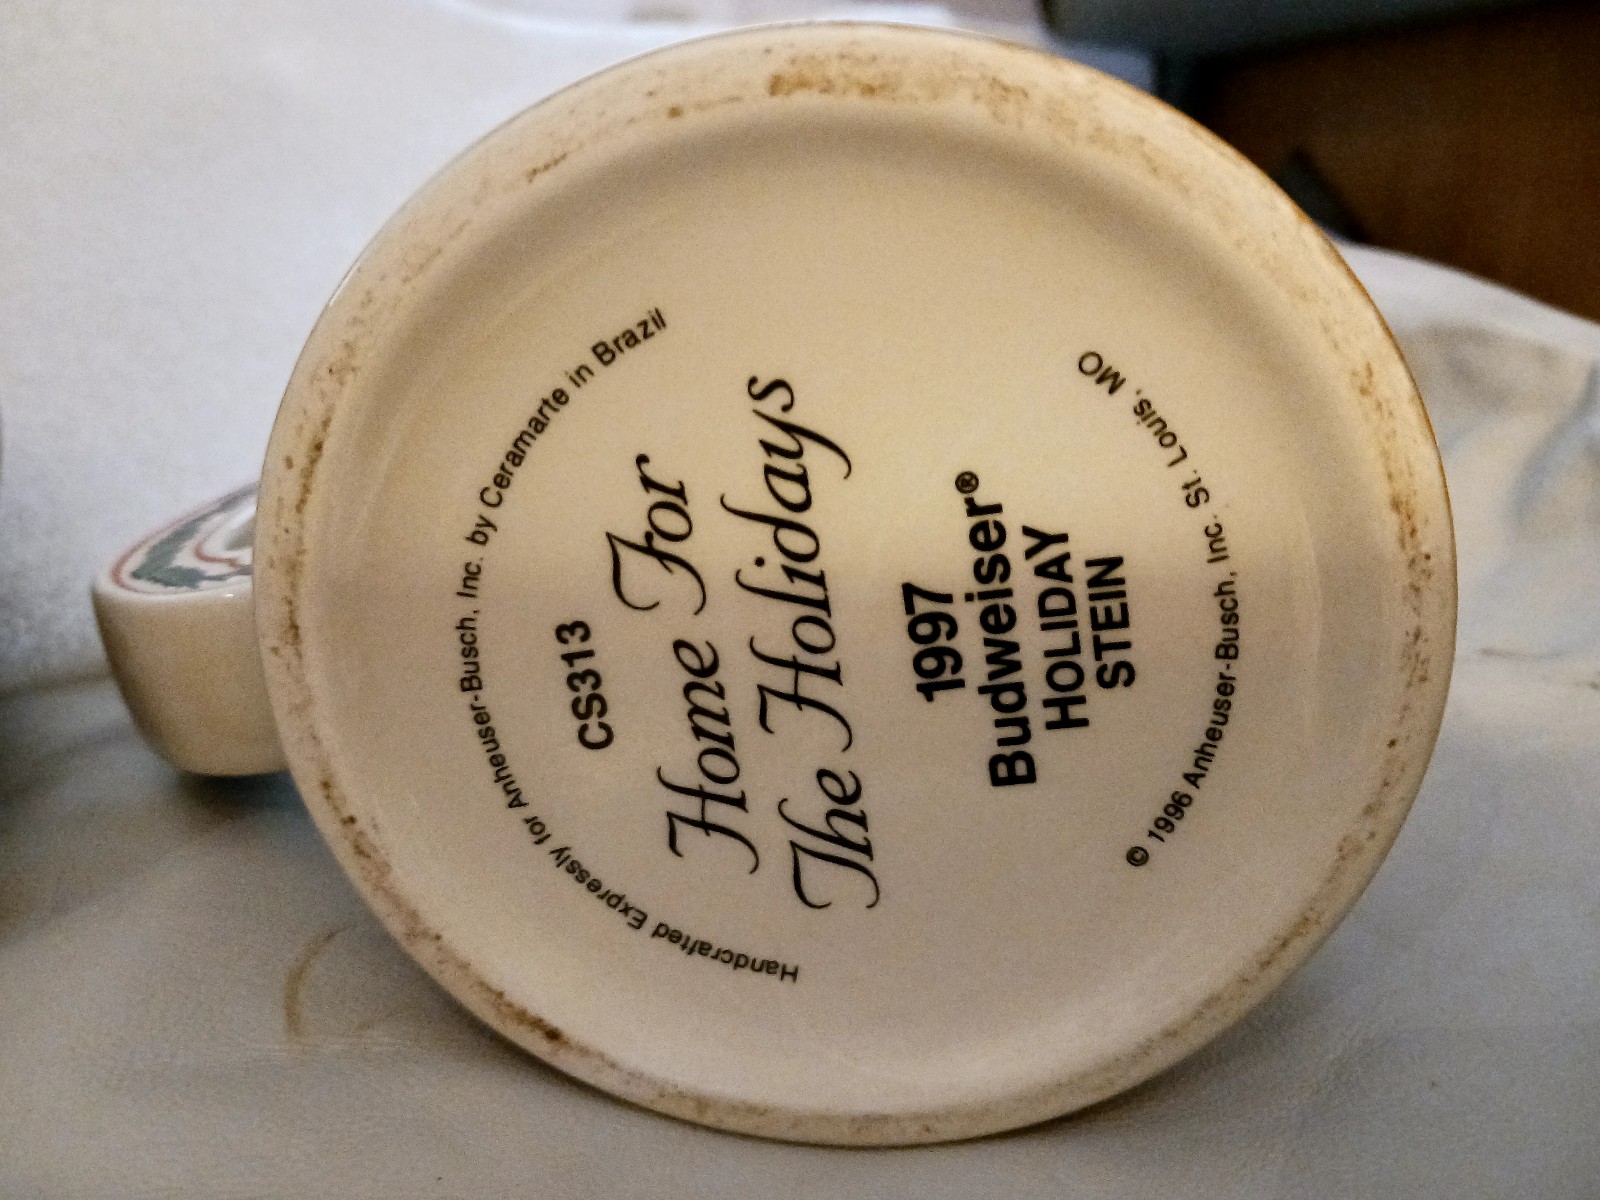 Handcrafted Expressly for Anheuser-Busch, Inc. by Ceramarte in Brazil
CS313
Home For
The Holidays
1997
Budweiser®
HOLIDAY
STEIN
© 1996 Anheuser-Busch, Inc. St. Louis, MO